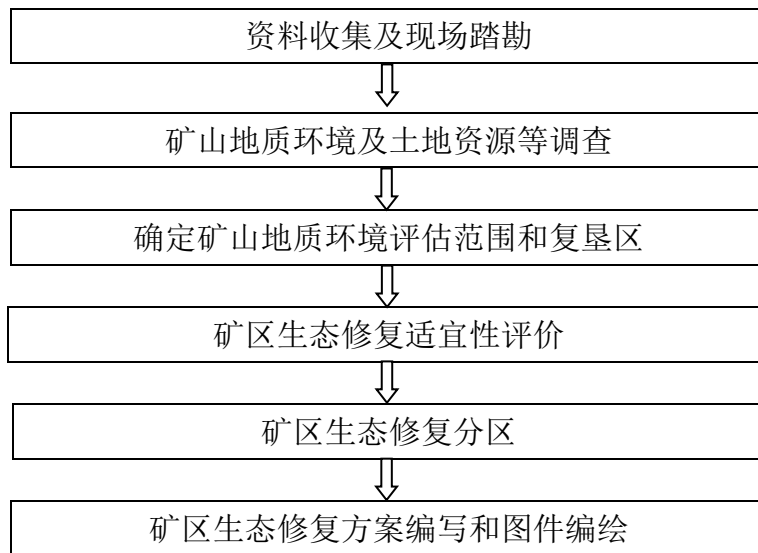 资料收集及现场踏勘
矿山地质环境及土地资源等调查
确定矿山地质环境评估范围和复垦区
矿区生态修复适宜性评价
矿区生态修复分区
矿区生态修复方案编写和图件编绘